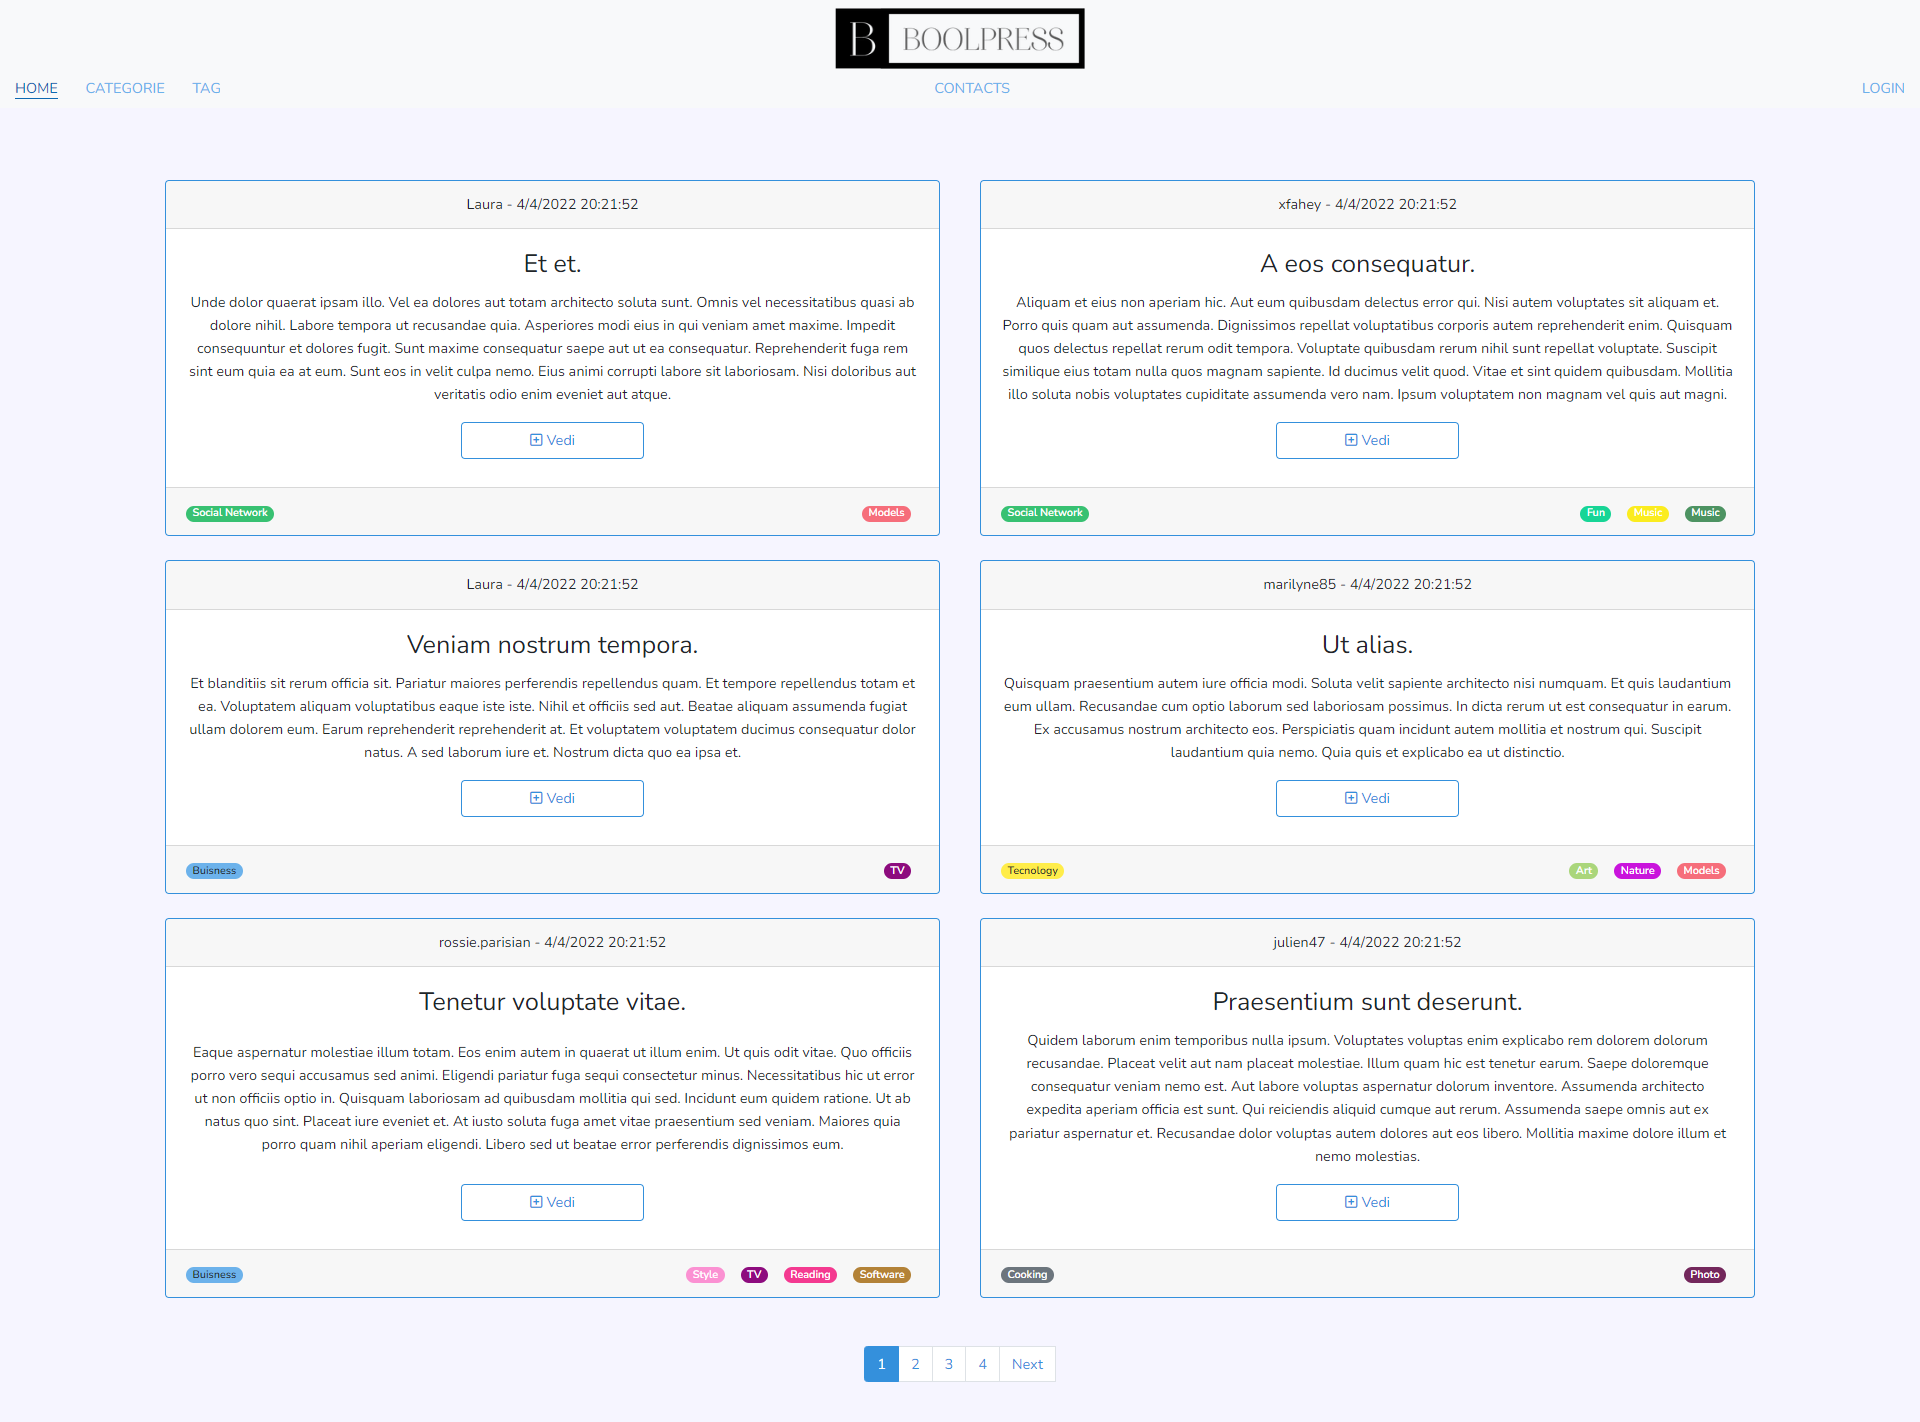 B BOOLPRESS
HOME CATEGORIE TAG CONTACTS LOGIN
Laura - 4/4/2022 20:21:52
Et et.
Unde dolor quaerat ipsam illo. Vel ea dolores aut totam architecto soluta sunt. Omnis vel necessitatibus quasi ab
dolore nihil. Labore tempora ut recusandae quia. Asperiores modi eius in qui veniam amet maxime. Impedit
consequuntur et dolores fugit. Sunt maxime consequatur saepe aut ut ea consequatur. Reprehenderit fuga rem
sint eum quia ea at eum. Sunt eos in velit culpa nemo. Eius animi corrupti labore sit laboriosam. Nisi doloribus aut
veritatis odio enim eveniet aut atque.
Vedi
Social Network Models
xfahey - 4/4/2022 20:21:52
A eos consequatur.
Aliquam et eius non aperiam hic. Aut eum quibusdam delectus error qui. Nisi autem voluptates sit aliquam et.
Porro quis quam aut assumenda. Dignissimos repellat voluptatibus corporis autem reprehenderit enim. Quisquam
quos delectus repellat rerum odit tempora. Voluptate quibusdam rerum nihil sunt repellat voluptate. Suscipit
similique eius totam nulla quos magnam sapiente. Id ducimus velit quod. Vitae et sint quidem quibusdam. Mollitia
illo soluta nobis voluptates cupiditate assumenda vero nam. Ipsum voluptatem non magnam vel quis aut magni.
Vedi
Social Network Fun Music Music
Laura - 4/4/2022 20:21:52
Veniam nostrum tempora.
Et blanditiis sit rerum officia sit. Pariatur maiores perferendis repellendus quam. Et tempore repellendus totam et
ea. Voluptatem aliquam voluptatibus eaque iste iste. Nihil et officiis sed aut. Beatae aliquam assumenda fugiat
ullam dolorem eum. Earum reprehenderit reprehenderit at. Et voluptatem voluptatem ducimus consequatur dolor
natus. A sed laborum iure et. Nostrum dicta quo ea ipsa et.
Vedi
Buisness TV
marilyne85 - 4/4/2022 20:21:52
Ut alias.
Quisquam praesentium autem iure officia modi. Soluta velit sapiente architecto nisi numquam. Et quis laudantium
eum ullam. Recusandae cum optio laborum sed laboriosam possimus. In dicta rerum ut est consequatur in earum.
Ex accusamus nostrum architecto eos. Perspiciatis quam incidunt autem mollitia et nostrum qui. Suscipit
laudantium quia nemo. Quia quis et explicabo ea ut distinctio.
Vedi
Tecnology Art Nature Models
rossie.parisian - 4/4/2022 20:21:52
Tenetur voluptate vitae.
Eaque aspernatur molestiae illum totam. Eos enim autem in quaerat ut illum enim. Ut quis odit vitae. Quo officiis
porro vero sequi accusamus sed animi. Eligendi pariatur fuga sequi consectetur minus. Necessitatibus hic ut error
ut non officiis optio in. Quisquam laboriosam ad quibusdam mollitia qui sed. Incidunt eum quidem ratione. Ut ab
natus quo sint. Placeat iure eveniet et. At iusto soluta fuga amet vitae praesentium sed veniam. Maiores quia
porro quam nihil aperiam eligendi. Libero sed ut beatae error perferendis dignissimos eum.
Vedi
Buisness Style TV Reading Software
julien47 - 4/4/2022 20:21:52
Praesentium sunt deserunt.
Quidem laborum enim temporibus nulla ipsum. Voluptates voluptas enim explicabo rem dolorem dolorum
recusandae. Placeat velit aut nam placeat molestiae. Illum quam hic est tenetur earum. Saepe doloremque
consequatur veniam nemo est. Aut labore voluptas aspernatur dolorum inventore. Assumenda architecto
expedita aperiam officia est sunt. Qui reiciendis aliquid cumque aut rerum. Assumenda saepe omnis aut ex
pariatur aspernatur et. Recusandae dolor voluptas autem dolores aut eos libero. Mollitia maxime dolore illum et
nemo molestias.
Vedi
Cooking Photo
1 2 3 4 Next